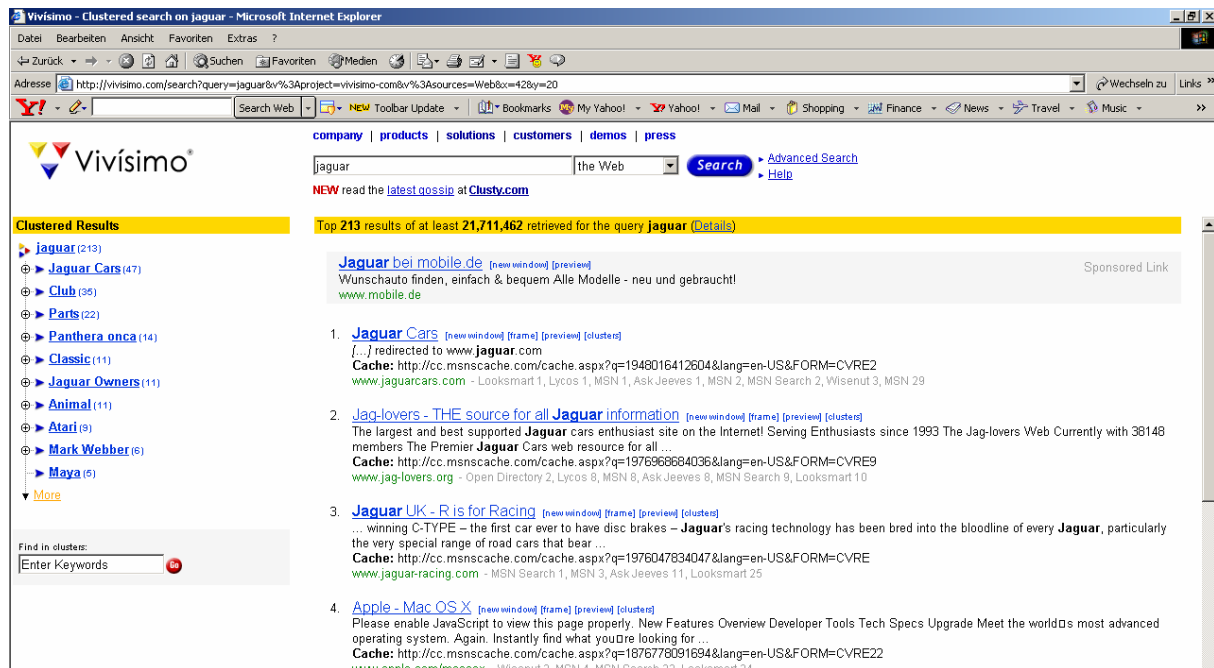 Vivísimo - Clustered search on jaguar - Microsoft Internet Explorer
Datei Bearbeiten Ansicht Favoriten Extras ?
Zurück Suchen Favoriten Medien
Adresse http://vivisimo.com/search?query=jaguar&v%3Aproject=vivisimo-com&v%3Asources=Web&x=42&y=20 Wechseln zu Links »
Y! Search Web NEW Toolbar Update Bookmarks My Yahoo! Yahoo! Mail Shopping Finance News Travel Music »
company | products | solutions | customers | demos | press
Vivísimo®
jaguar the Web Search Advanced Search
Help
NEW read the latest gossip at Clusty.com
Clustered Results
jaguar (213)
Jaguar Cars (47)
Club (35)
Parts (22)
Panthera onca (14)
Classic (11)
Jaguar Owners (11)
Animal (11)
Atari (9)
Mark Webber (6)
Maya (5)
More
Find in clusters:
Enter Keywords Go
Top 213 results of at least 21,711,462 retrieved for the query jaguar (Details)
Jaguar bei mobile.de [new window] [preview] Sponsored Link
Wunschauto finden, einfach & bequem Alle Modelle - neu und gebraucht!
www.mobile.de
1. Jaguar Cars [new window] [frame] [preview] [clusters]
[...] redirected to www.jaguar.com
Cache: http://cc.msnscache.com/cache.aspx?q=1948016412604&lang=en-US&FORM=CVRE2
www.jaguarcars.com - Looksmart 1, Lycos 1, MSN 1, Ask Jeeves 1, MSN 2, MSN Search 2, Wisenut 3, MSN 29
2. Jag-lovers - THE source for all Jaguar information [new window] [frame] [preview] [clusters]
The largest and best supported Jaguar cars enthusiast site on the Internet! Serving Enthusiasts since 1993 The Jag-lovers Web Currently with 38148
members The Premier Jaguar Cars web resource for all ...
Cache: http://cc.msnscache.com/cache.aspx?q=1976968684036&lang=en-US&FORM=CVRE9
www.jag-lovers.org - Open Directory 2, Lycos 8, MSN 8, Ask Jeeves 8, MSN Search 9, Looksmart 10
3. Jaguar UK - R is for Racing [new window] [frame] [preview] [clusters]
... winning C-TYPE – the first car ever to have disc brakes – Jaguar's racing technology has been bred into the bloodline of every Jaguar, particularly
the very special range of road cars that bear ...
Cache: http://cc.msnscache.com/cache.aspx?q=1976047834047&lang=en-US&FORM=CVRE
www.jaguar-racing.com - MSN Search 1, MSN 3, Ask Jeeves 11, Looksmart 25
4. Apple - Mac OS X [new window] [frame] [preview] [clusters]
Please enable JavaScript to view this page properly. New Features Overview Developer Tools Tech Specs Upgrade Meet the world□s most advanced
operating system. Again. Instantly find what you□re looking for ...
Cache: http://cc.msnscache.com/cache.aspx?q=1876778091694&lang=en-US&FORM=CVRE22